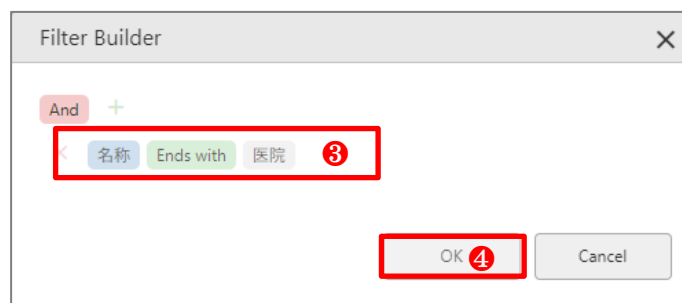 Filter Builder
And
名称 Ends with 医院 ❸
OK ❹ Cancel